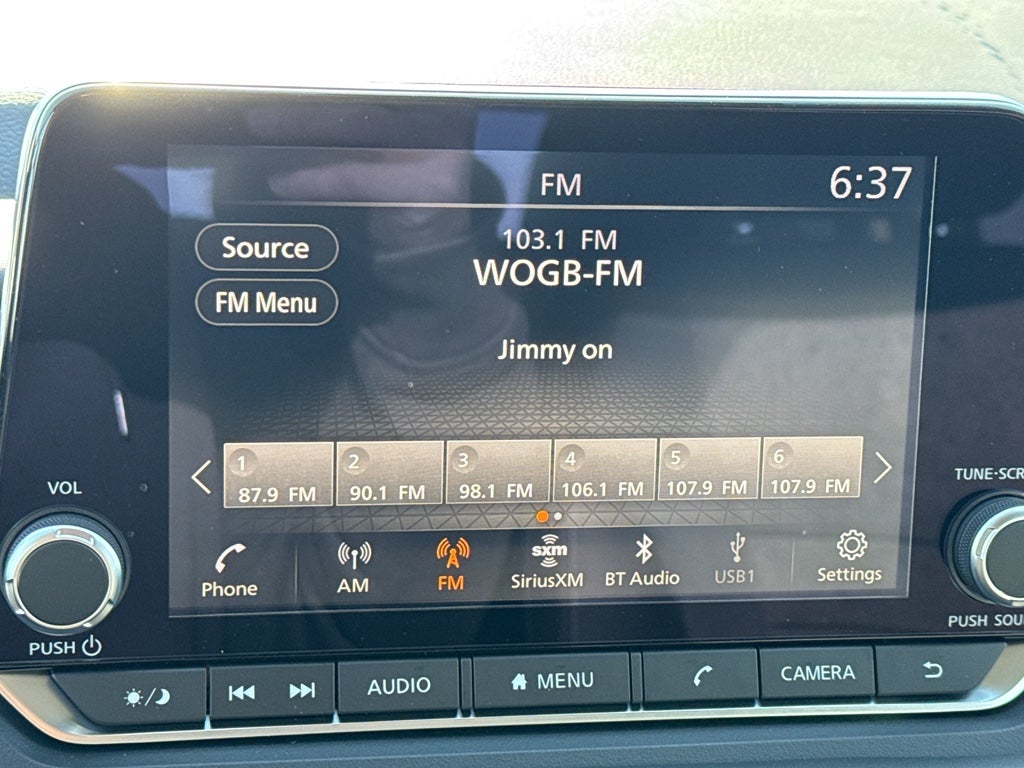 FM
6:37
Source
103.1 FM
WOGB-FM
FM Menu
Jimmy on
1
87.9 FM
2
90.1 FM
3
98.1 FM
4
106.1 FM
5
107.9 FM
6
107.9 FM
VOL
TUNE·SCR
Phone
AM
FM
sxm
SiriusXM
BT Audio
USB1
Settings
PUSH
PUSH SOU
AUDIO
MENU
CAMERA